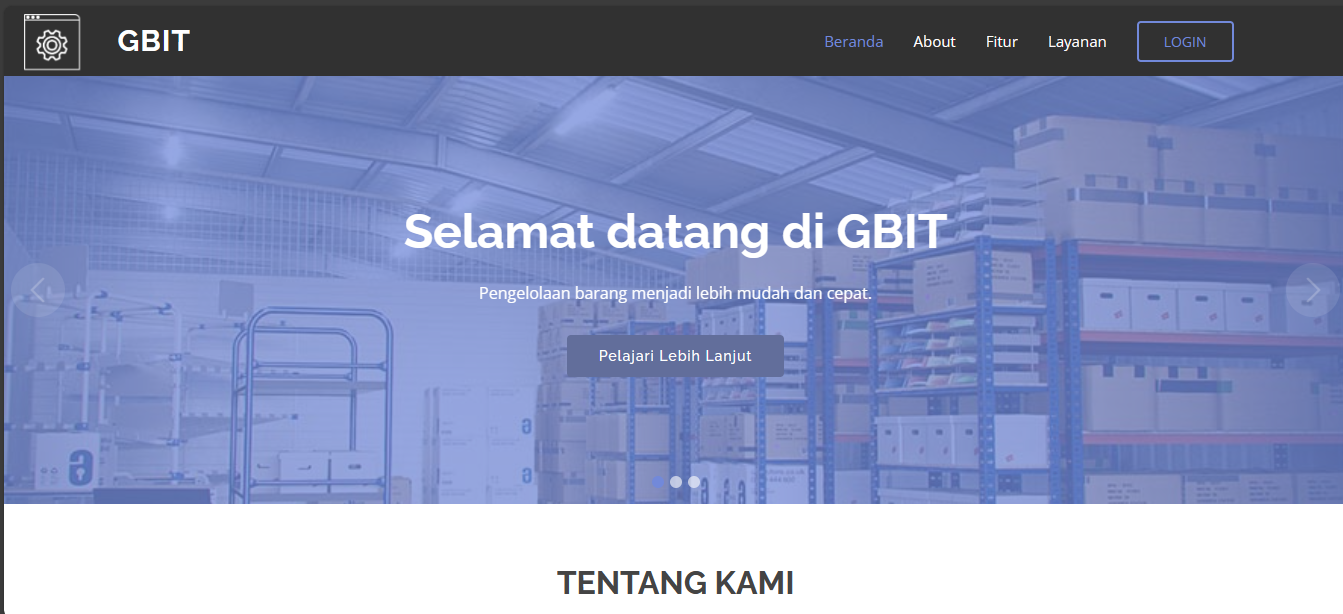 GBIT
Beranda About Fitur Layanan LOGIN
Selamat datang di GBIT
Pengelolaan barang menjadi lebih mudah dan cepat.
Pelajari Lebih Lanjut
TENTANG KAMI